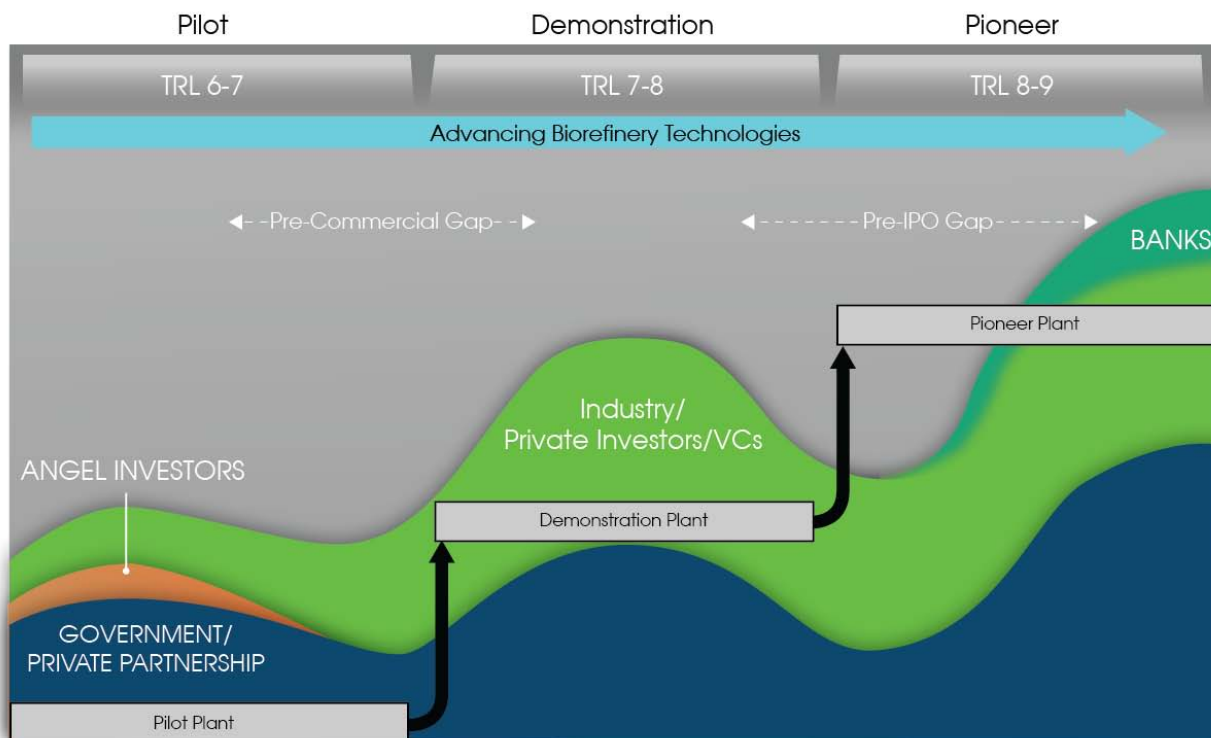 Pilot
Demonstration
Pioneer
TRL 6-7
TRL 7-8
TRL 8-9
Advancing Biorefinery Technologies
Pre-Commercial Gap
Pre-IPO Gap
BANKS
Pioneer Plant
Industry/
Private Investors/VCs
ANGEL INVESTORS
Demonstration Plant
GOVERNMENT/
PRIVATE PARTNERSHIP
Pilot Plant